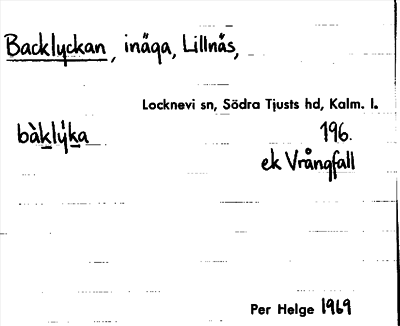 Backlyckan, inäga, Lillnäs,
Locknevi sn, Södra Tjusts hd, Kalm. l.
bàklýka 196.
ek Vrångfall
Per Helge 1969